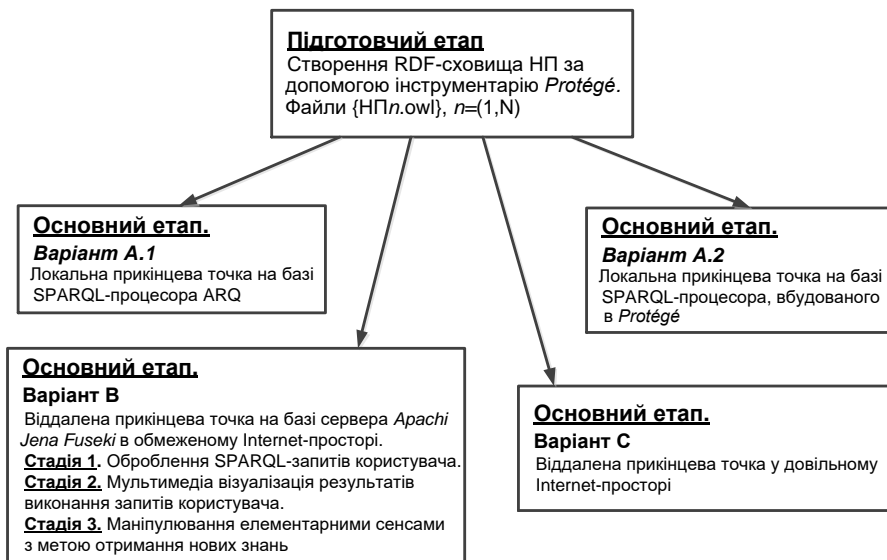 Підготовчий етап
Створення RDF-сховища НП за
допомогою інструментарію Protégé.
Файли {НПn.owl}, n=(1,N)
Основний етап.
Варіант А.1
Локальна прикінцева точка на базі
SPARQL-процесора ARQ
Основний етап.
Варіант А.2
Локальна прикінцева точка на базі
SPARQL-процесора, вбудованого
в Protégé
Основний етап.
Варіант В
Віддалена прикінцева точка на базі сервера Apachi
Jena Fuseki в обмеженому Internet-просторі.
Стадія 1. Оброблення SPARQL-запитів користувача.
Стадія 2. Мультимедіа візуалізація результатів
виконання запитів користувача.
Стадія 3. Маніпулювання елементарними сенсами
з метою отримання нових знань
Основний етап.
Варіант С
Віддалена прикінцева точка у довільному
Internet-просторі